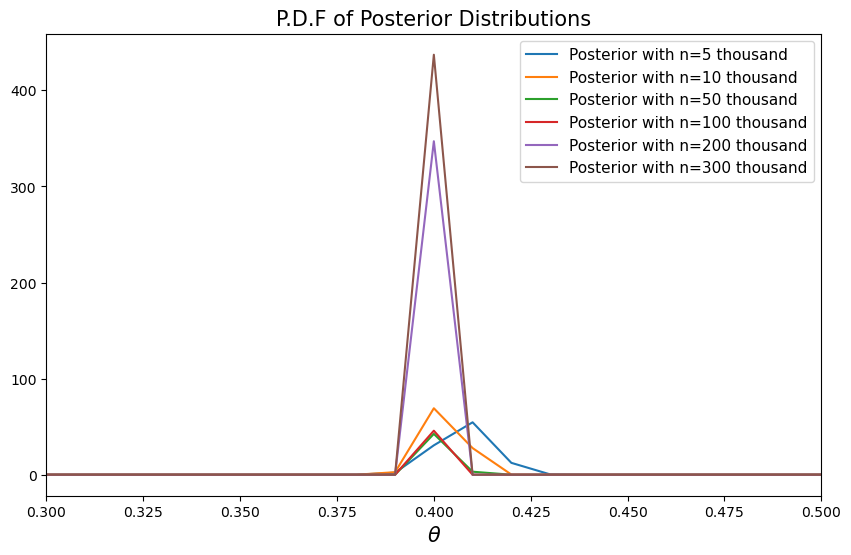 P.D.F of Posterior Distributions
Posterior with n=5 thousand
Posterior with n=10 thousand
Posterior with n=50 thousand
Posterior with n=100 thousand
Posterior with n=200 thousand
Posterior with n=300 thousand
400
300
200
100
0
0.300 0.325 0.350 0.375 0.400 0.425 0.450 0.475 0.500
θ